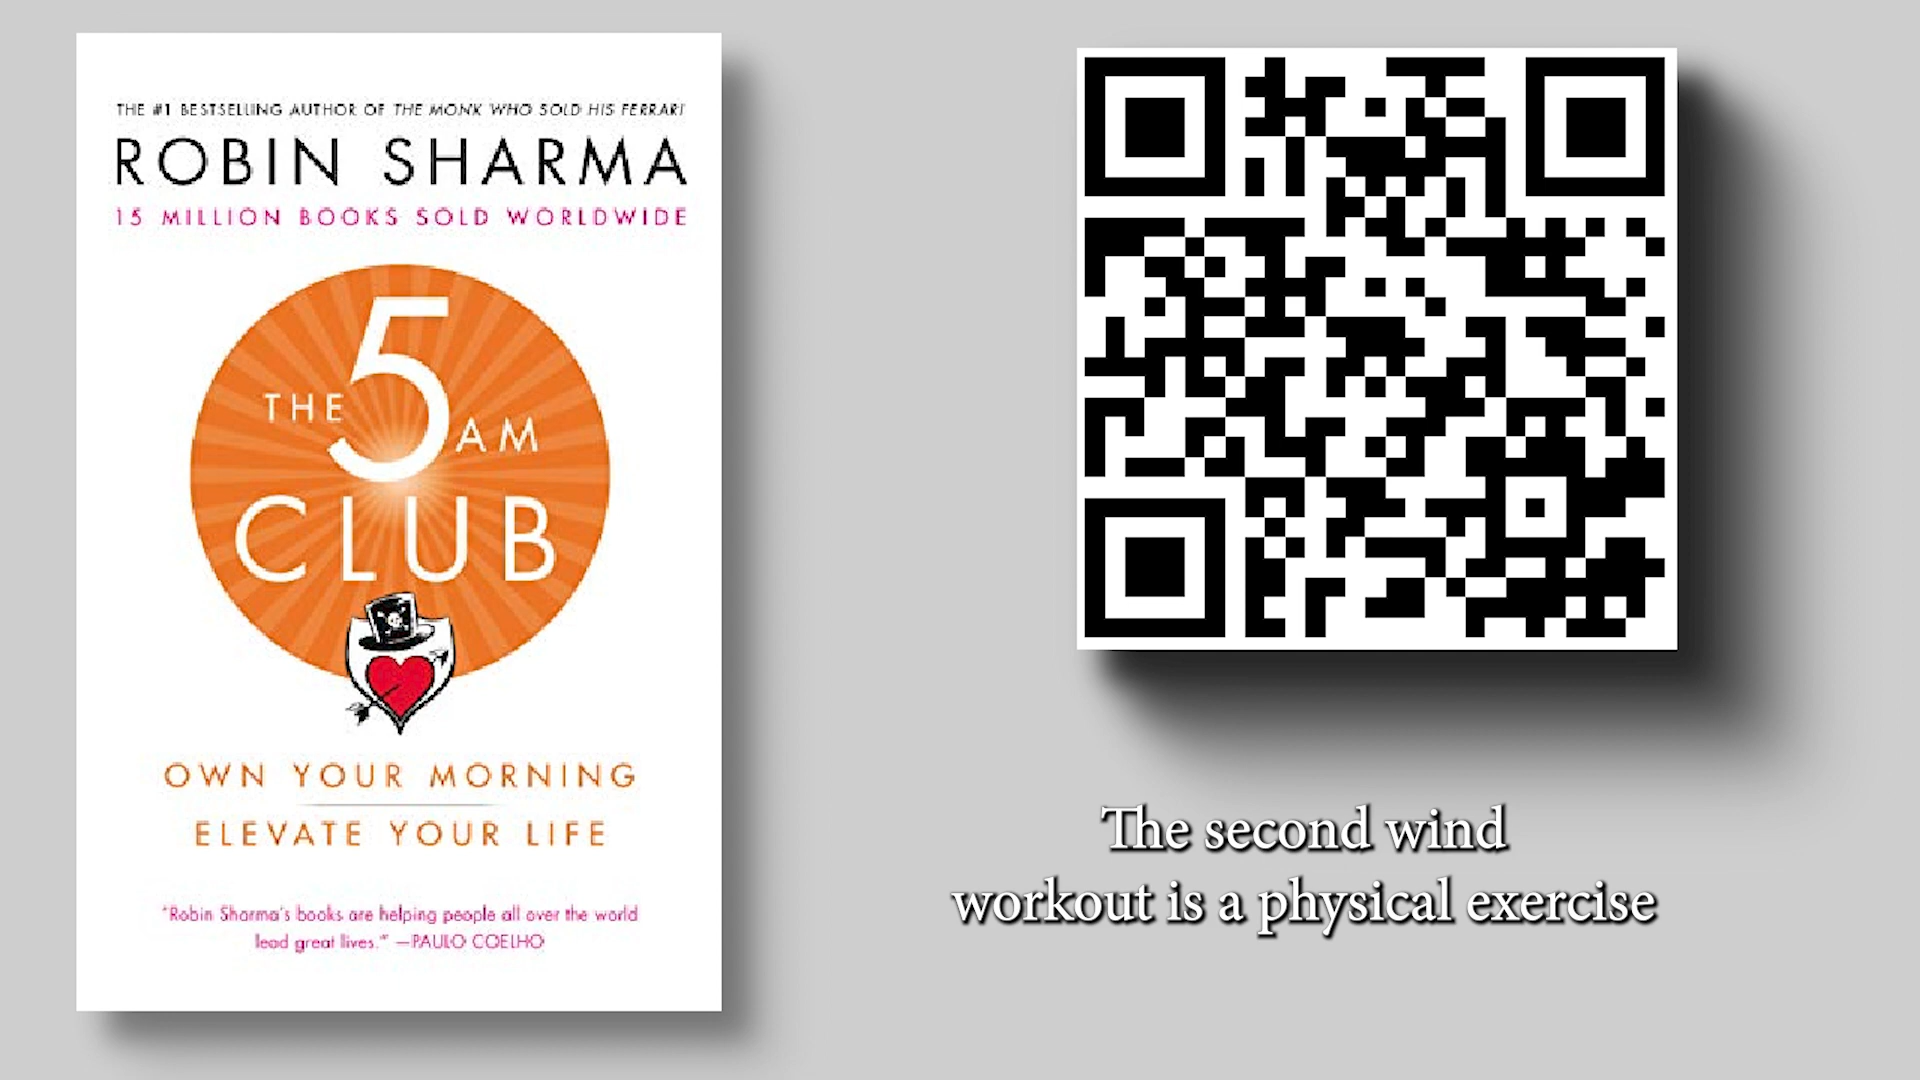 THE #1 BESTSELLING AUTHOR OF THE MONK WHO SOLD HIS FERRARI
ROBIN SHARMA
15 MILLION BOOKS SOLD WORLDWIDE
THE 5 AM
CLUB
OWN YOUR MORNING
ELEVATE YOUR LIFE
"Robin Sharma's books are helping people all over the world
lead great lives." —PAULO COELHO
The second wind
workout is a physical exercise